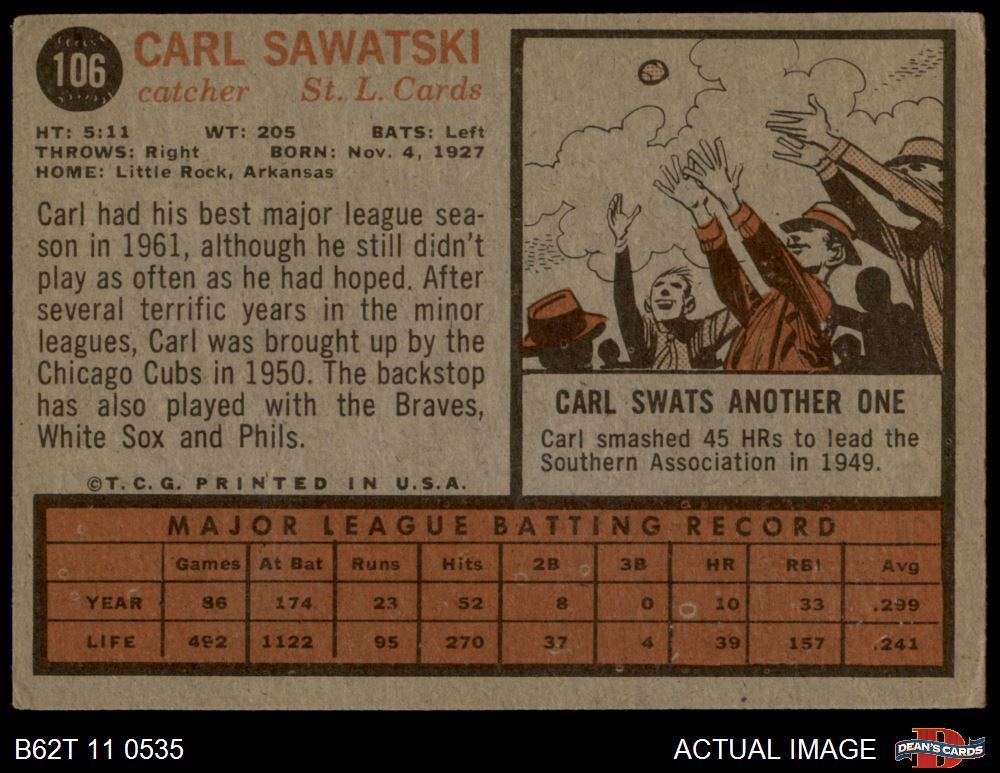 106
CARL SAWATSKI
catcher St. L. Cards
HT: 5:11 WT: 205 BATS: Left
THROWS: Right BORN: Nov. 4, 1927
HOME: Little Rock, Arkansas
Carl had his best major league sea-
son in 1961, although he still didn't
play as often as he had hoped. After
several terrific years in the minor
leagues, Carl was brought up by the
Chicago Cubs in 1950. The backstop
has also played with the Braves,
White Sox and Phils.
©T.C.G. PRINTED IN U.S.A.
CARL SWATS ANOTHER ONE
Carl smashed 45 HRs to lead the
Southern Association in 1949.
MAJOR LEAGUE BATTING RECORD
Games At Bat Runs Hits 2B 3B HR RBI Avg
YEAR 86 174 23 52 8 0 10 33 .299
LIFE 492 1122 95 270 37 4 39 157 .241
B62T 11 0535
ACTUAL IMAGE
D
DEAN'S CARDS